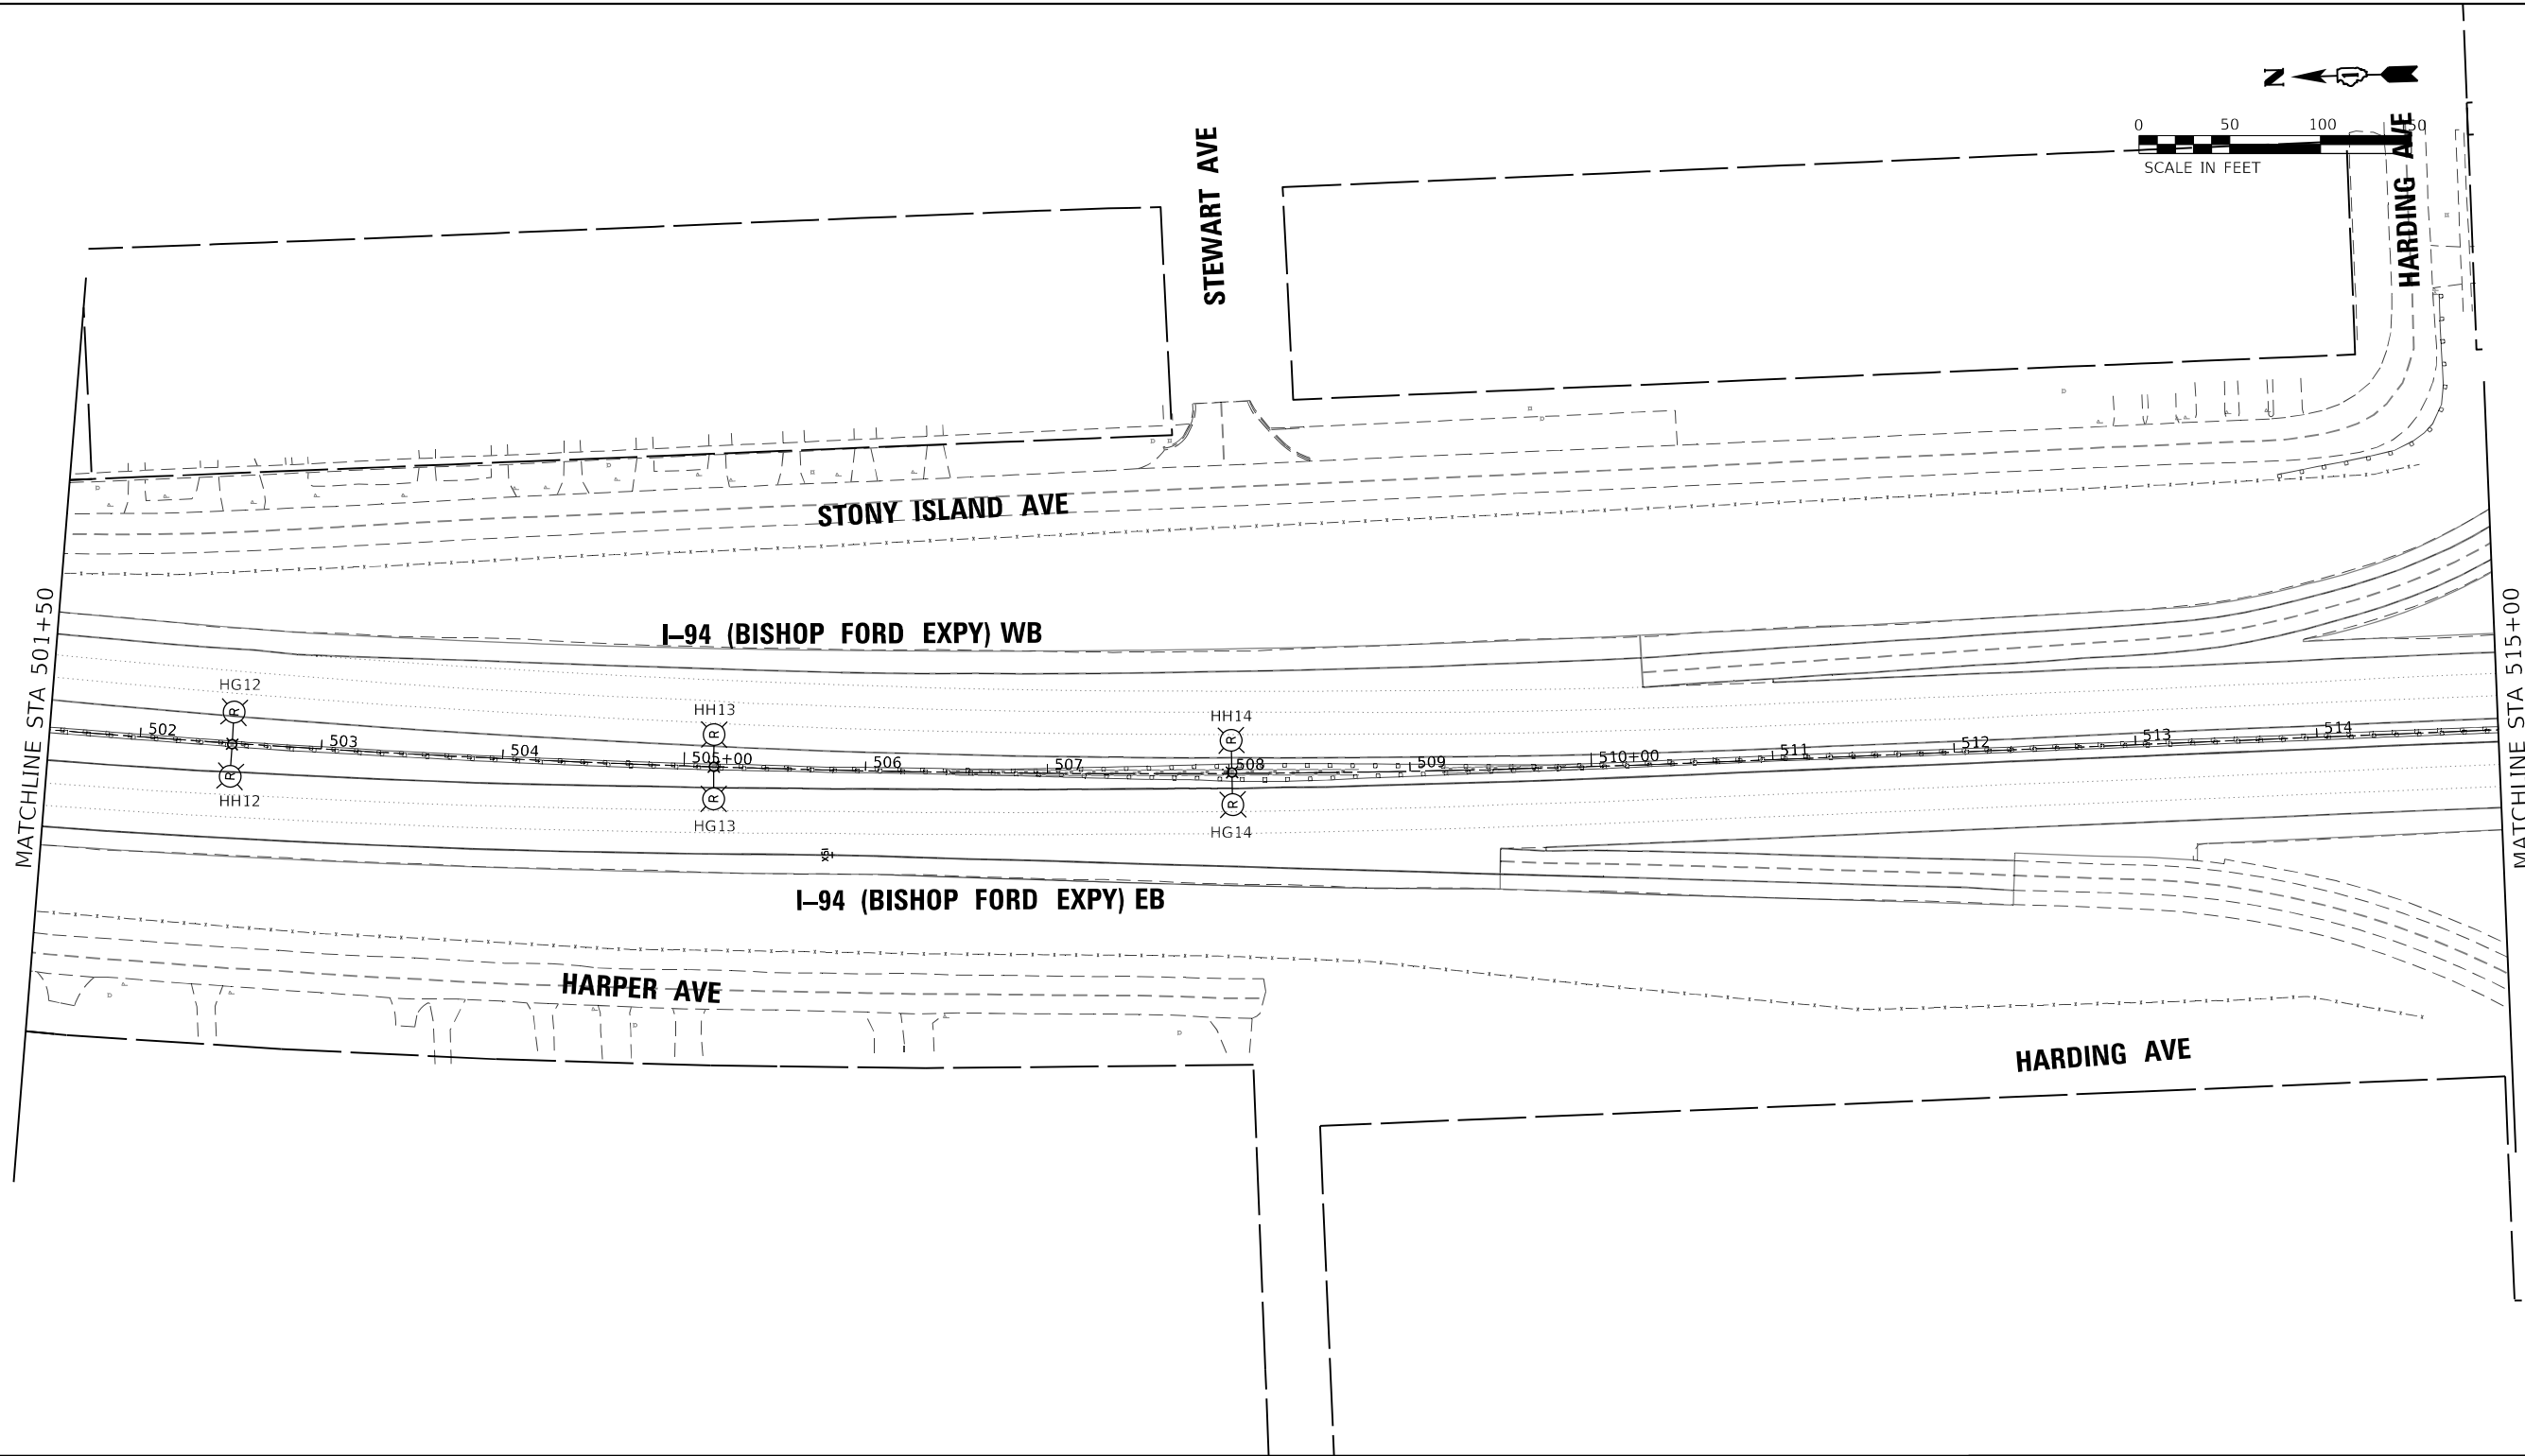 N
0 50 100 150
SCALE IN FEET
STEWART AVE
HARDING AVE
STONY ISLAND AVE
MATCHLINE STA 501+50
MATCHLINE STA 515+00
I-94 (BISHOP FORD EXPY) WB
HG12
HH13
HH14
R
R
R
502 503 504 505+00 506 507 508 509 510+00 511 512 513 514
R
R
R
HH12
HG13
HG14
I-94 (BISHOP FORD EXPY) EB
HARPER AVE
HARDING AVE